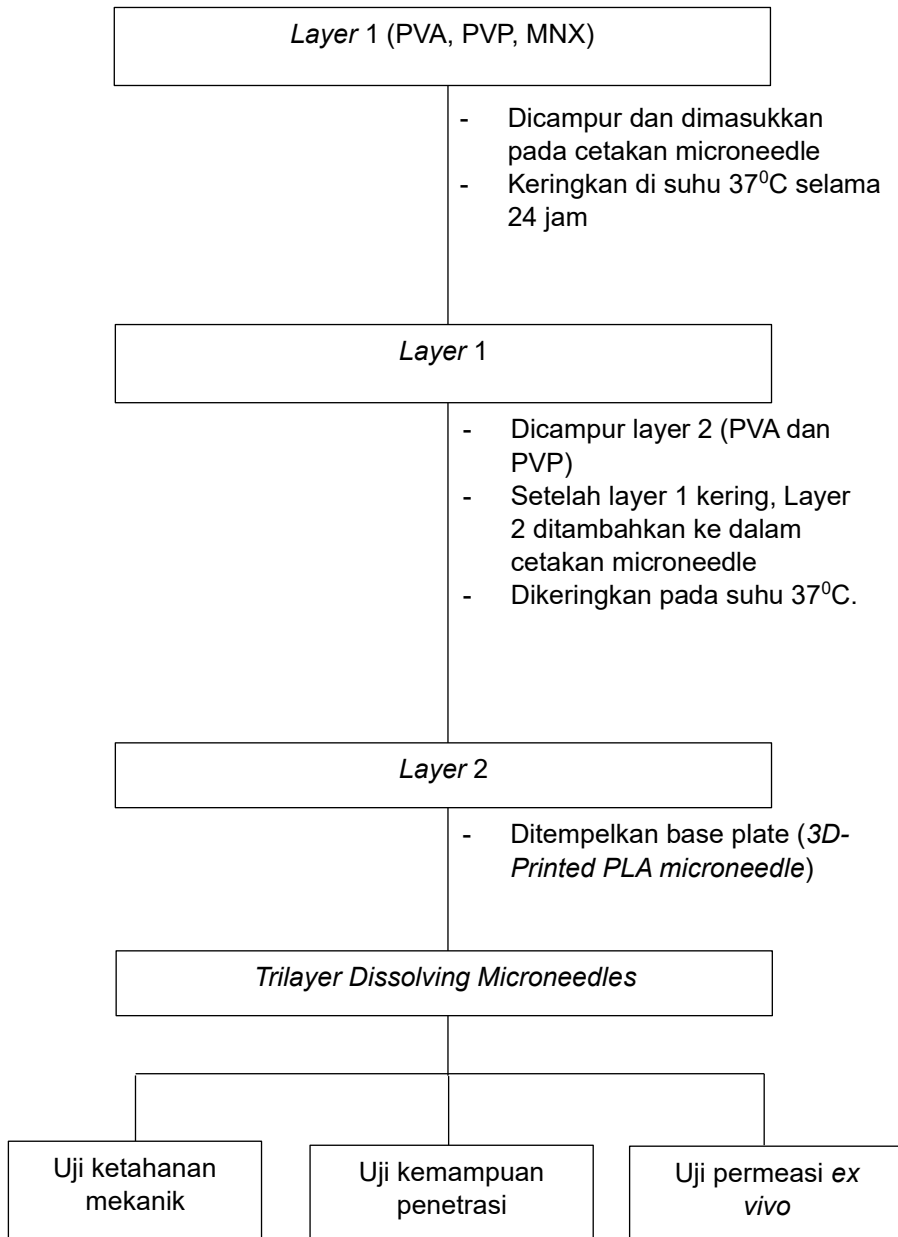 Layer 1 (PVA, PVP, MNX)
- Dicampur dan dimasukkan
pada cetakan microneedle
- Keringkan di suhu 37⁰C selama
24 jam
Layer 1
- Dicampur layer 2 (PVA dan
PVP)
- Setelah layer 1 kering, Layer
2 ditambahkan ke dalam
cetakan microneedle
- Dikeringkan pada suhu 37⁰C.
Layer 2
- Ditempelkan base plate (3D-
Printed PLA microneedle)
Trilayer Dissolving Microneedles
Uji ketahanan
mekanik
Uji kemampuan
penetrasi
Uji permeasi ex
vivo